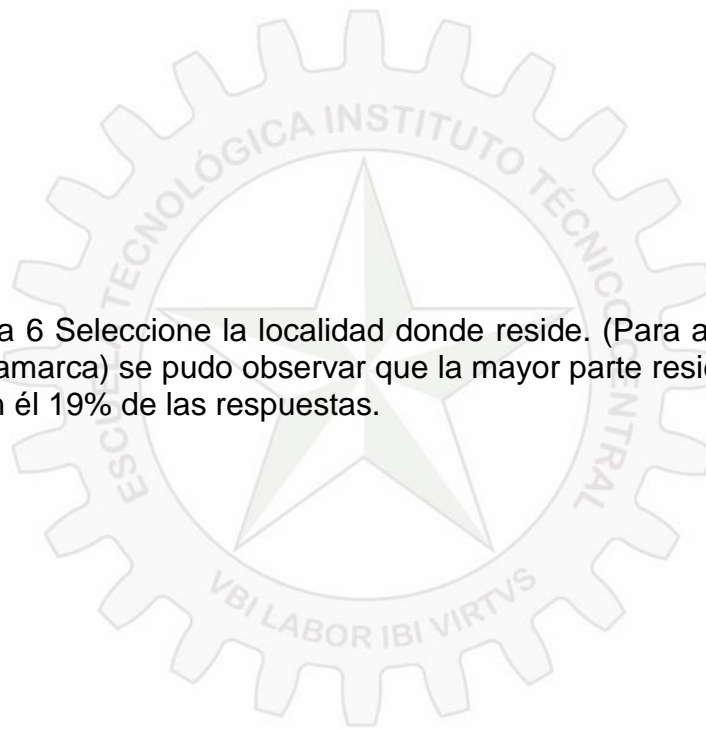 ESCUELA TECNOLÓGICA INSTITUTO TÉCNICO CENTRAL
a 6 Seleccione la localidad donde reside. (Para a
amarca) se pudo observar que la mayor parte resi
él 19% de las respuestas.
VBI LABOR IBI VIRTVS